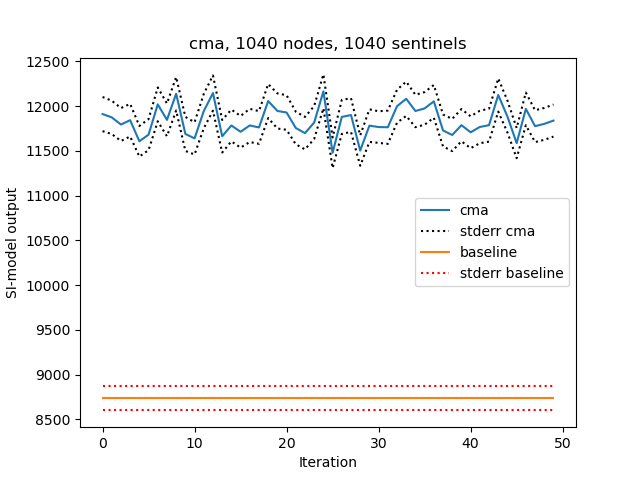 cma, 1040 nodes, 1040 sentinels
12500
12000
11500
11000
10500
10000
9500
9000
8500
SI-model output
cma
stderr cma
baseline
stderr baseline
0
10
20
30
40
50
Iteration